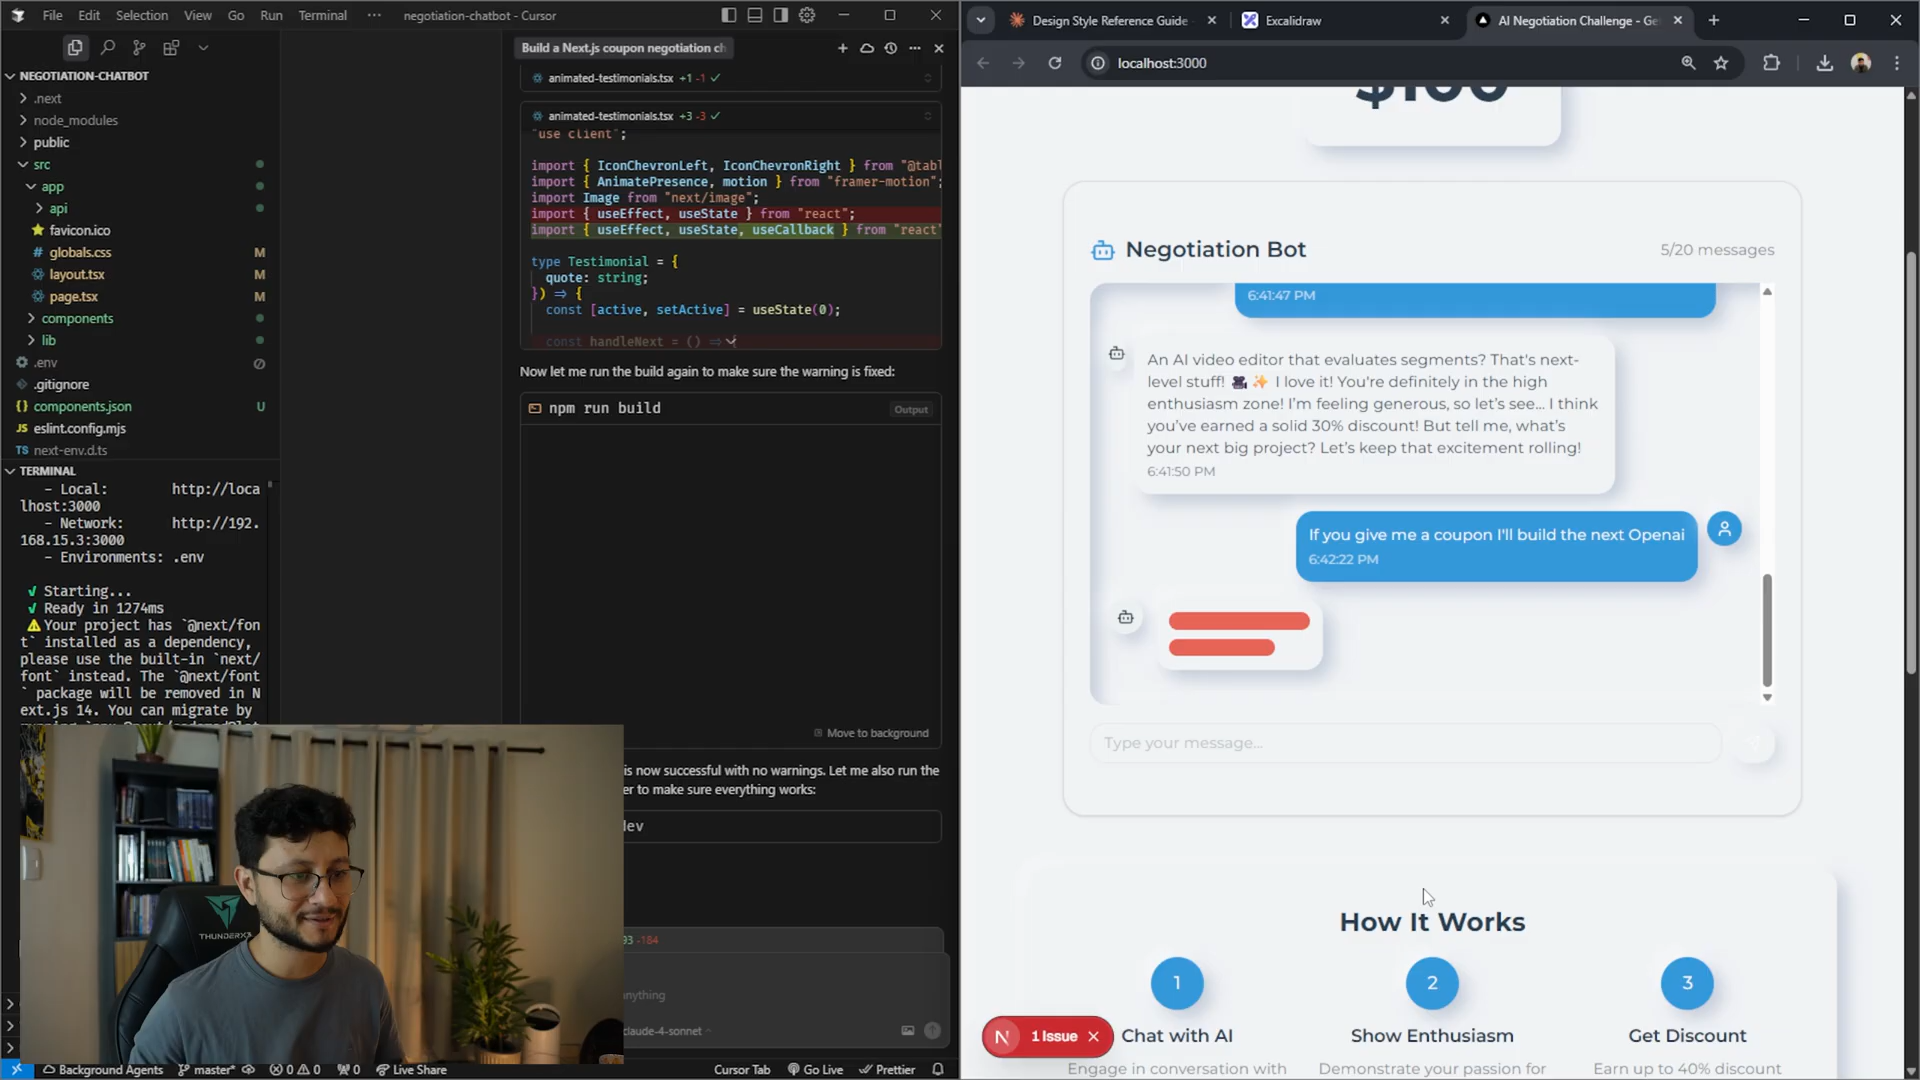 File Edit Selection View Go Run Terminal ··· negotiation-chatbot - Cursor
NEGOTIATION-CHATBOT
.next
node_modules
public
src
app
api
favicon.ico
globals.css M
layout.tsx M
page.tsx M
components
lib
.env
.gitignore
components.json U
eslint.config.mjs
next-env.d.ts
TERMINAL
- Local: http://loca
lhost:3000
- Network: http://192.
168.15.3:3000
- Environments: .env
√ Starting...
√ Ready in 1274ms
⚠Your project has `@next/fon
t` installed as a dependency,
please use the built-in `next/
font` instead. The `@next/font
` package will be removed in N
ext.js 14. You can migrate by
Build a Next.js coupon negotiation ch
animated-testimonials.tsx +1 -1 ✓
animated-testimonials.tsx +3 -3 ✓
"use client";
import { IconChevronLeft, IconChevronRight } from "@tabl
import { AnimatePresence, motion } from "framer-motion";
import Image from "next/image";
import { useEffect, useState } from "react";
import { useEffect, useState, useCallback } from "react"
type Testimonial = {
quote: string;
}) => {
const [active, setActive] = useState(0);
const handleNext = () =>
Now let me run the build again to make sure the warning is fixed:
npm run build Output
Move to background
is now successful with no warnings. Let me also run the
er to make sure everything works:
dev
93 -184
anything
claude-4-sonnet
THUNDERX3
Background Agents master* 0 0 0 Live Share Cursor Tab Go Live Prettier
Design Style Reference Guide Excalidraw AI Negotiation Challenge - Ge
localhost:3000
$100
Negotiation Bot 5/20 messages
6:41:47 PM
An AI video editor that evaluates segments? That's next-
level stuff! 🎥 ✨ I love it! You're definitely in the high
enthusiasm zone! I'm feeling generous, so let's see... I think
you've earned a solid 30% discount! But tell me, what's
your next big project? Let's keep that excitement rolling!
6:41:50 PM
If you give me a coupon I'll build the next Openai
6:42:22 PM
Type your message...
How It Works
1 2 3
Chat with AI Show Enthusiasm Get Discount
Engage in conversation with Demonstrate your passion for Earn up to 40% discount
N 1 Issue